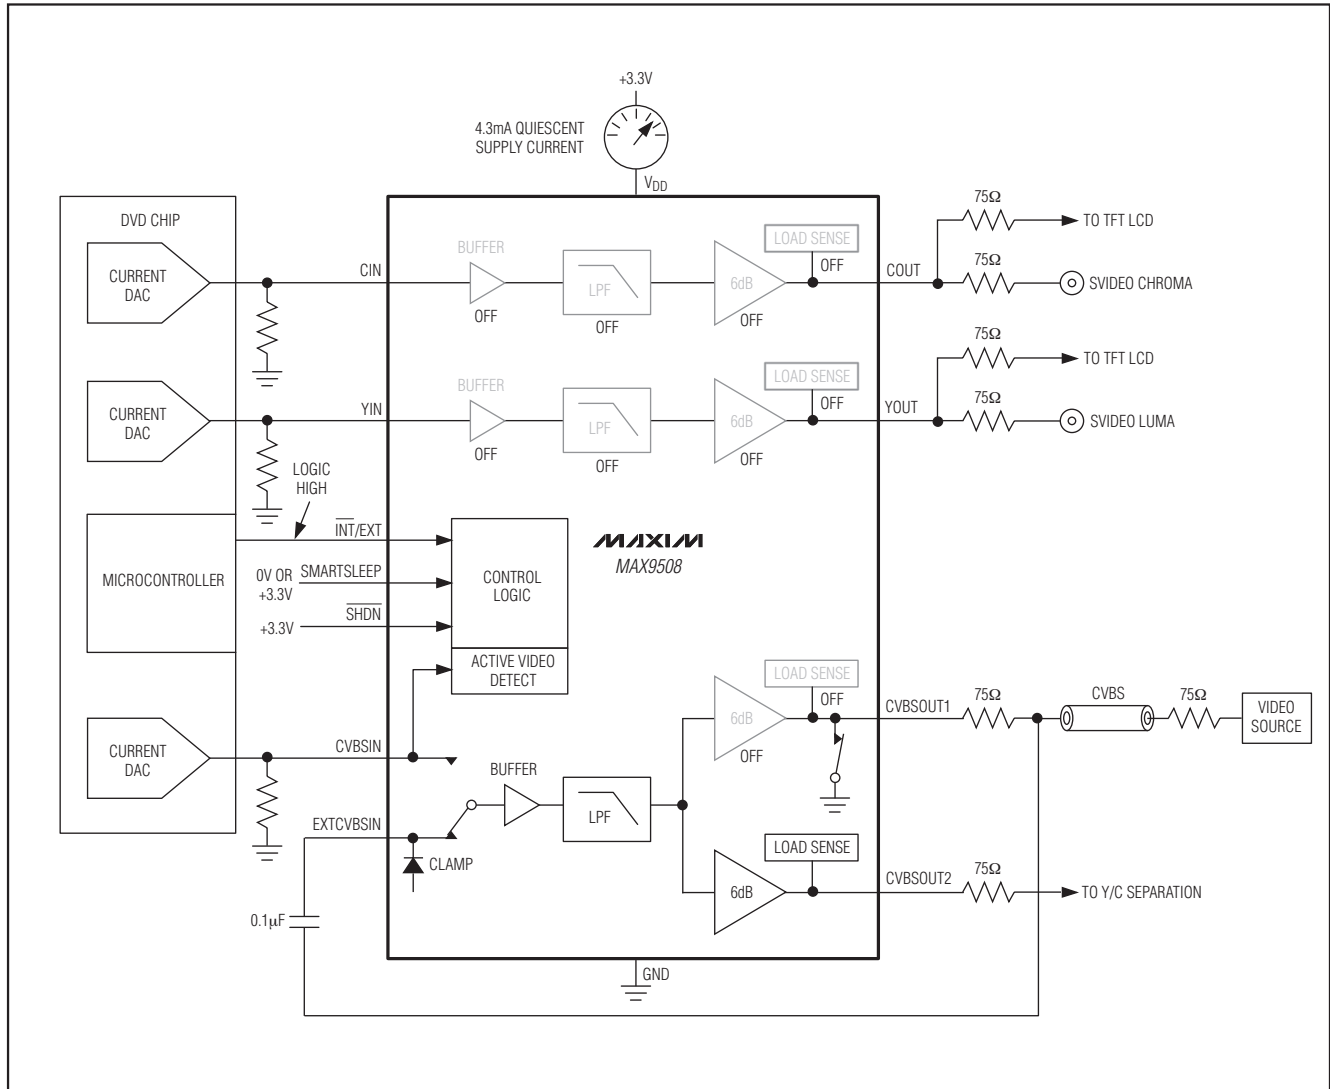 +3.3V
4.3mA QUIESCENT
SUPPLY CURRENT
VDD
DVD CHIP
CURRENT
DAC
CIN
BUFFER
OFF
LPF
OFF
6dB
OFF
LOAD SENSE
OFF
COUT
75Ω
TO TFT LCD
75Ω
SVIDEO CHROMA
CURRENT
DAC
YIN
BUFFER
OFF
LPF
OFF
6dB
OFF
LOAD SENSE
OFF
YOUT
75Ω
TO TFT LCD
75Ω
SVIDEO LUMA
LOGIC
HIGH
MICROCONTROLLER
INT/EXT
0V OR
+3.3V
SMARTSLEEP
+3.3V
SHDN
CONTROL
LOGIC
ACTIVE VIDEO
DETECT
MAXIM
MAX9508
CURRENT
DAC
CVBSIN
BUFFER
LPF
EXTCVBSIN
CLAMP
0.1µF
6dB
OFF
LOAD SENSE
OFF
CVBSOUT1
75Ω
CVBS
75Ω
VIDEO
SOURCE
6dB
LOAD SENSE
CVBSOUT2
75Ω
TO Y/C SEPARATION
GND